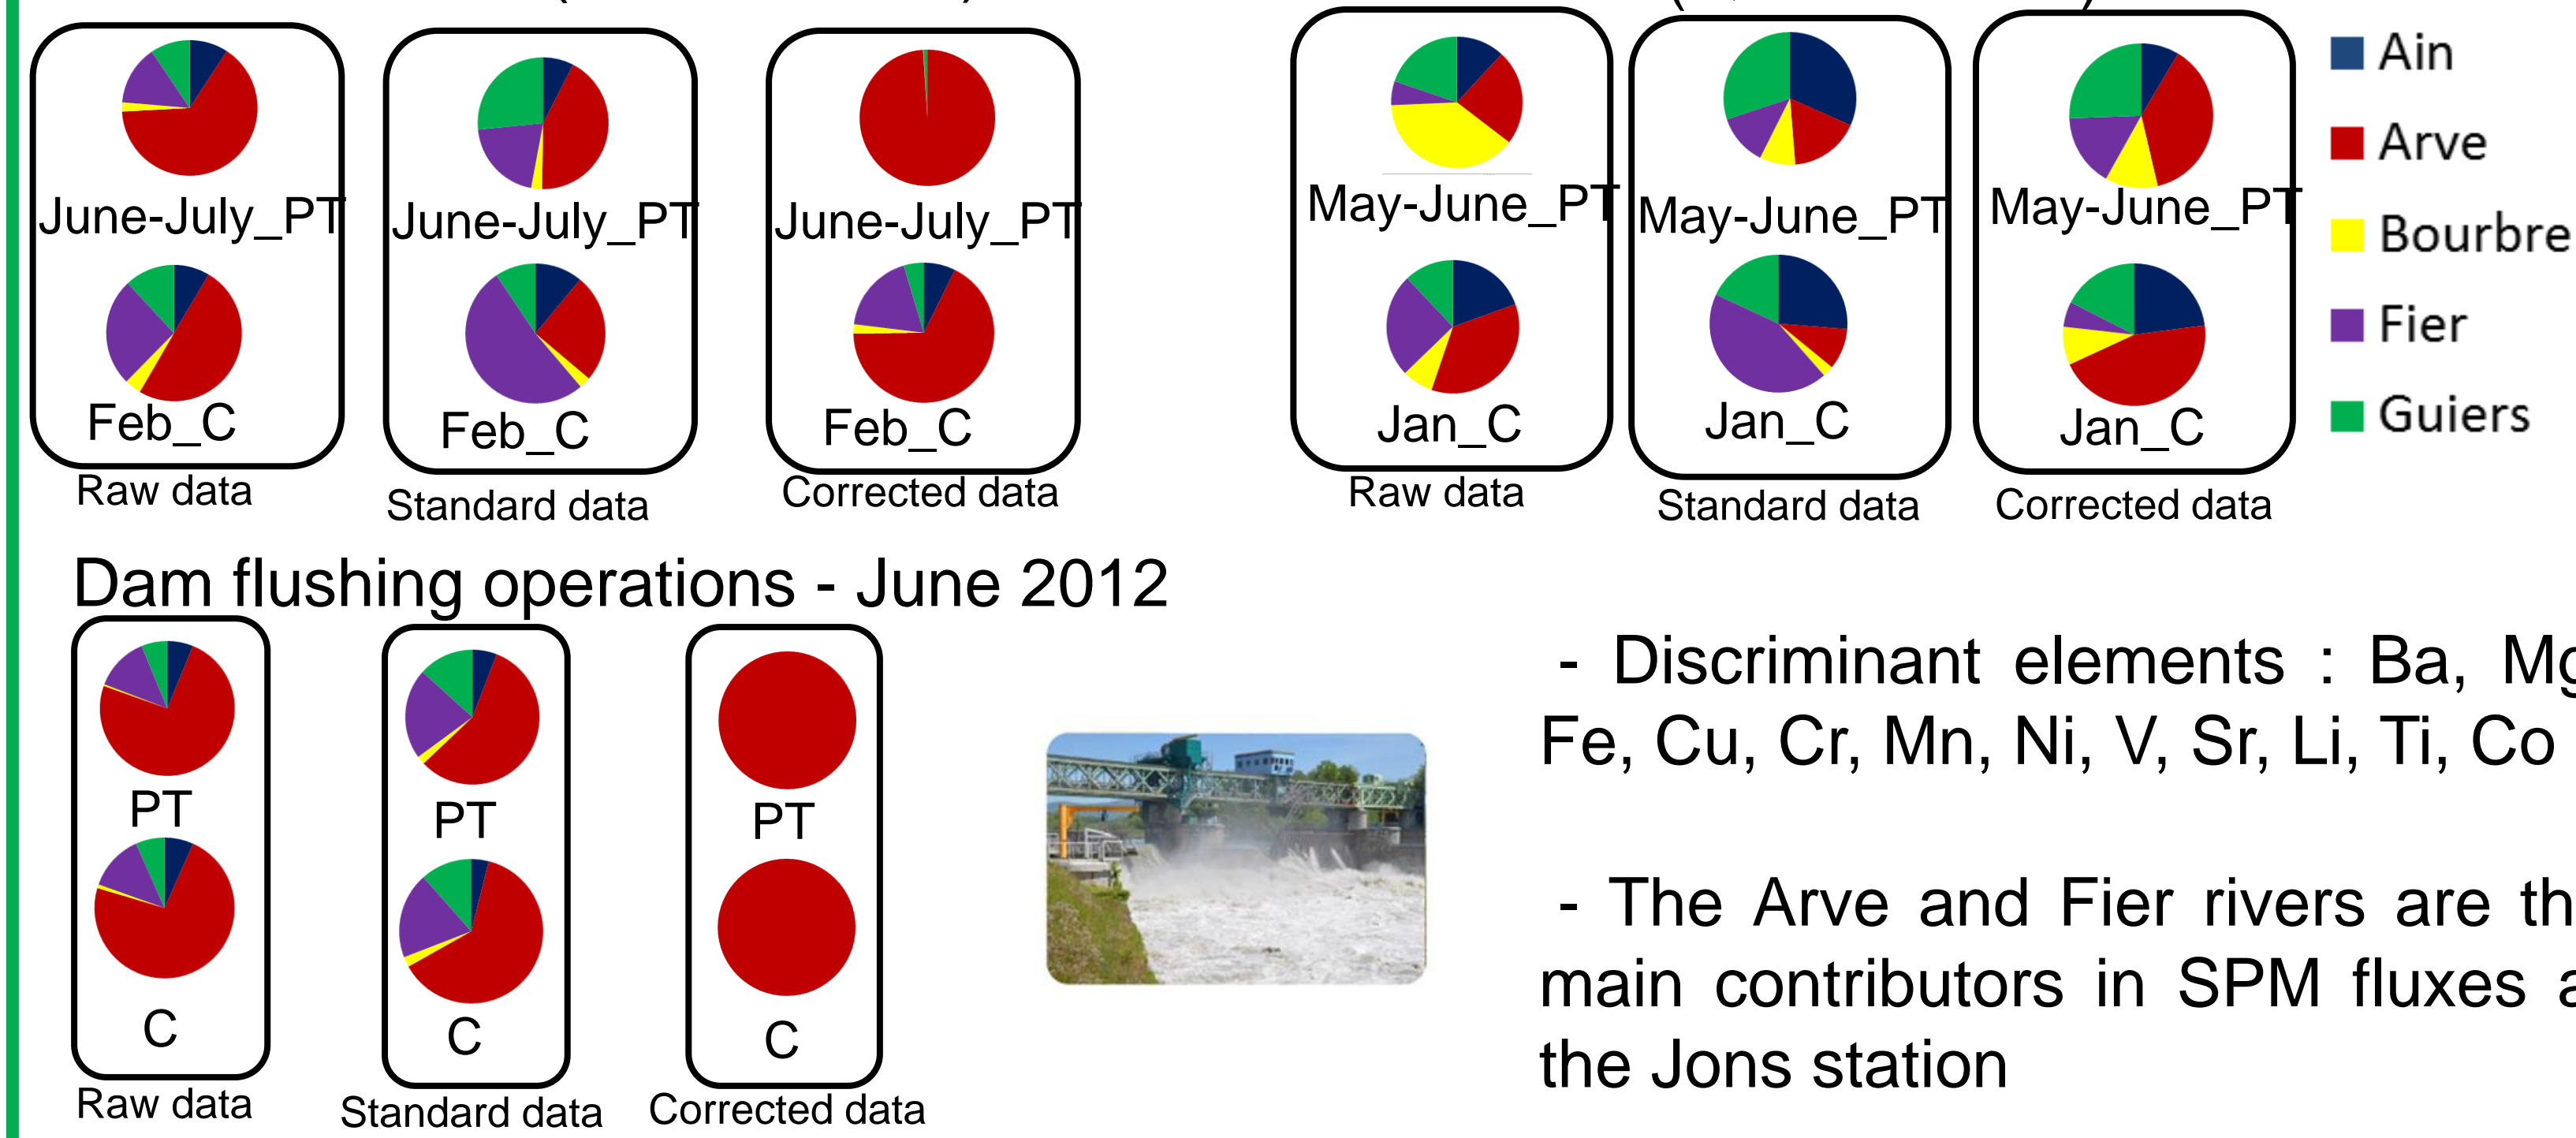 June-July_PT
Feb_C
Raw data
June-July_PT
Feb_C
Standard data
June-July_PT
Feb_C
Corrected data
May-June_PT
Jan_C
Raw data
May-June_PT
Jan_C
Standard data
May-June_PT
Jan_C
Corrected data
Ain
Arve
Bourbre
Fier
Guiers
Dam flushing operations - June 2012
PT
C
Raw data
PT
C
Standard data
PT
C
Corrected data
- Discriminant elements : Ba, Mg
Fe, Cu, Cr, Mn, Ni, V, Sr, Li, Ti, Co
- The Arve and Fier rivers are th
main contributors in SPM fluxes a
the Jons station